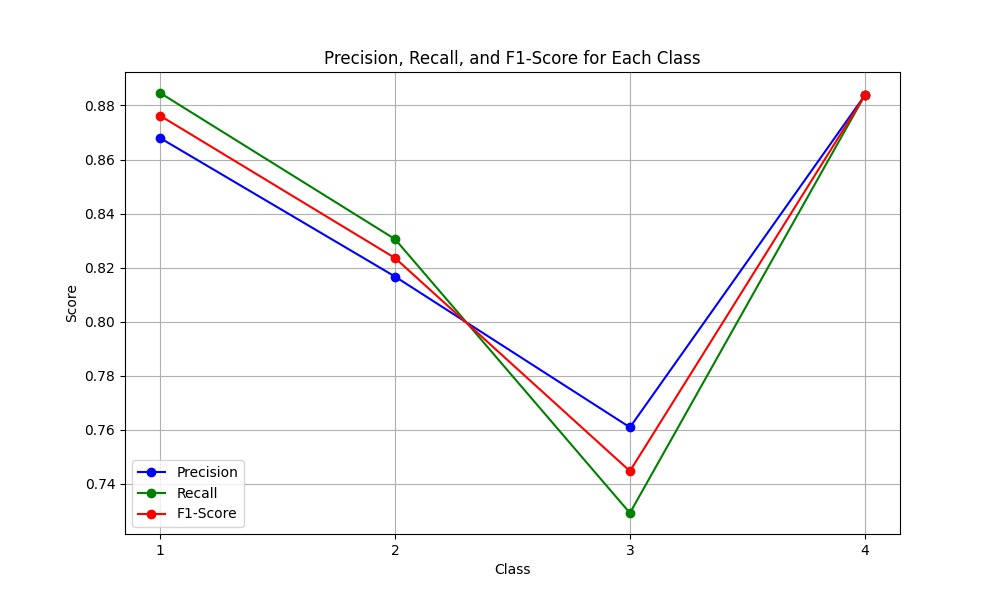 Precision, Recall, and F1-Score for Each Class
Score
0.88
0.86
0.84
0.82
0.80
0.78
0.76
0.74
Precision
Recall
F1-Score
1 2 3 4
Class